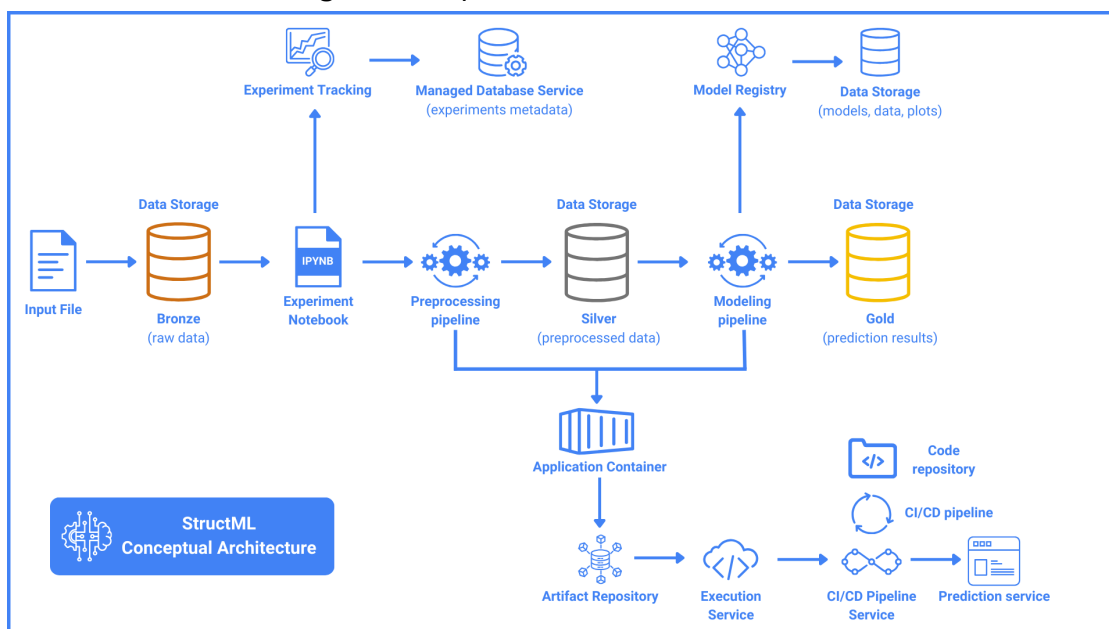 Experiment Tracking
Managed Database Service
(experiments metadata)
Model Registry
Data Storage
(models, data, plots)
Data Storage
Data Storage
Data Storage
IPYNB
Input File
Bronze
(raw data)
Experiment
Notebook
Preprocessing
pipeline
Silver
(preprocessed data)
Modeling
pipeline
Gold
(prediction results)
Application Container
</>
Code
repository
CI/CD pipeline
StructML
Conceptual Architecture
</>
Artifact Repository
Execution
Service
CI/CD Pipeline
Service
Prediction service